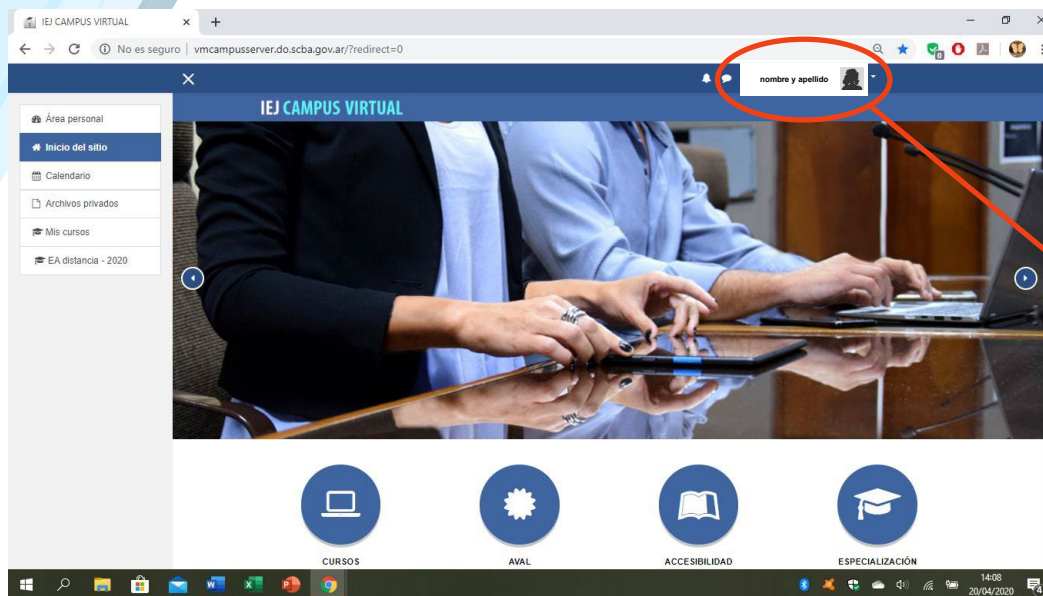 IEJ CAMPUS VIRTUAL
No es seguro | vmcampusserver.do.scba.gov.ar/?redirect=0
nombre y apellido
IEJ CAMPUS VIRTUAL
Área personal
Inicio del sitio
Calendario
Archivos privados
Mis cursos
EA distancia - 2020
CURSOS AVAL ACCESIBILIDAD ESPECIALIZACIÓN
14:08
20/04/2020